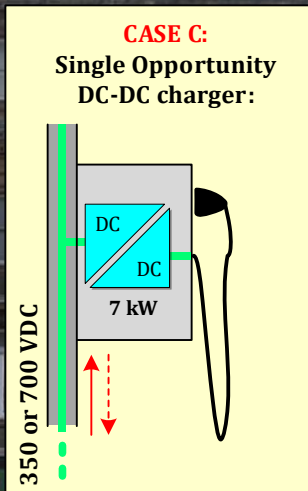 CASE C:
Single Opportunity
DC-DC charger:
DC
DC
7 kW
350 or 700 VDC